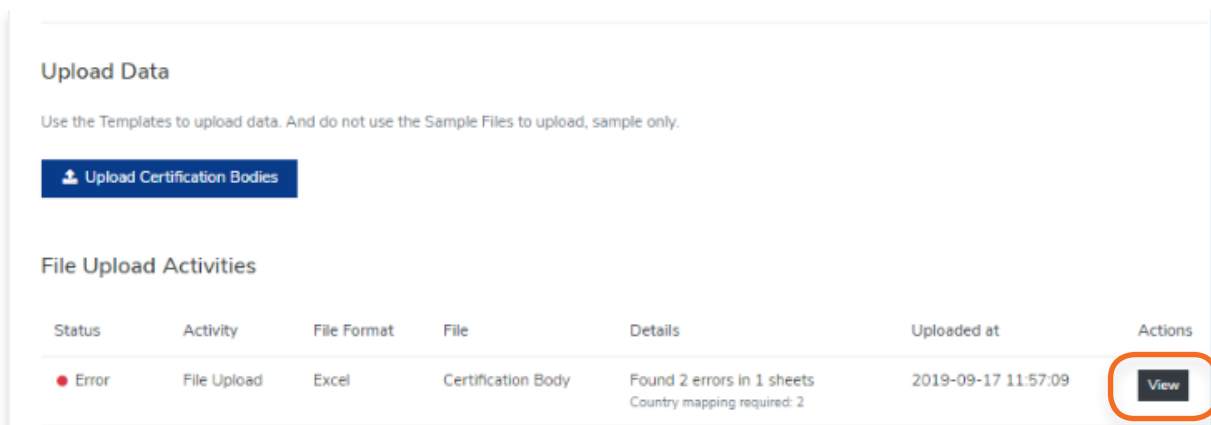 Upload Data
Use the Templates to upload data. And do not use the Sample Files to upload, sample only.
Upload Certification Bodies
File Upload Activities
Status Activity File Format File Details Uploaded at Actions
Error File Upload Excel Certification Body Found 2 errors in 1 sheets 2019-09-17 11:57:09 View
Country mapping required: 2